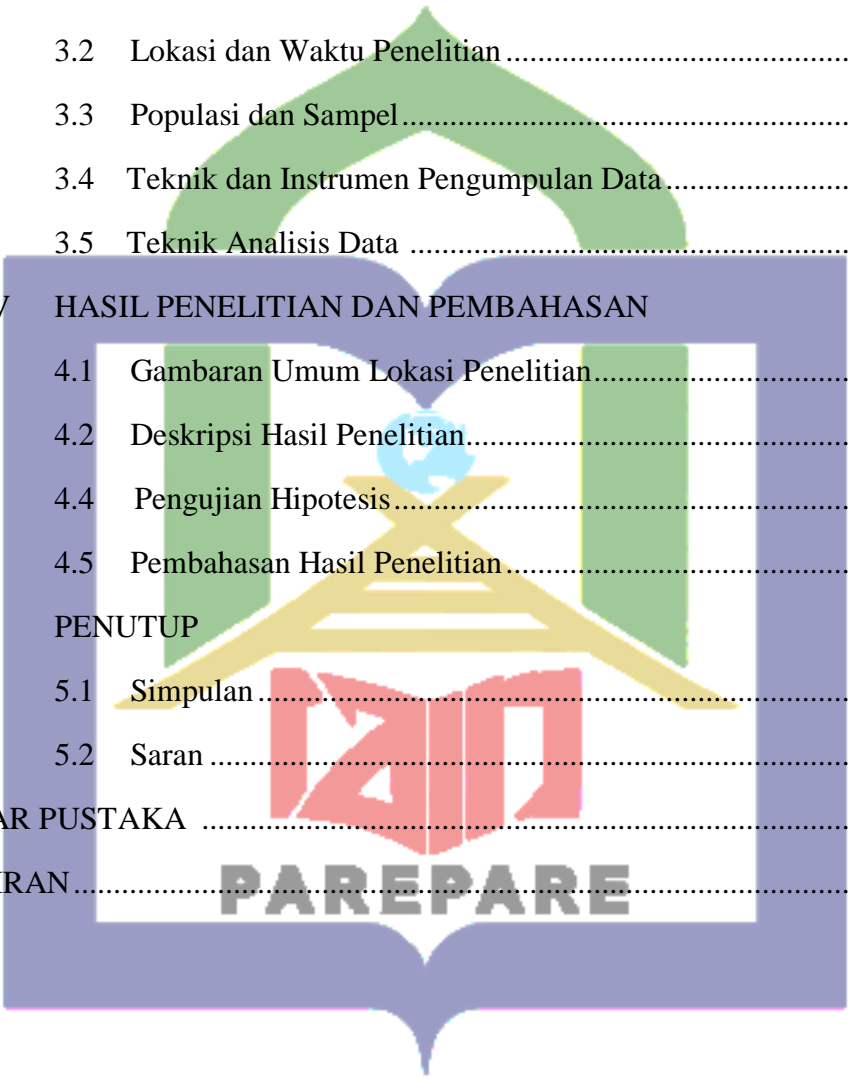 3.2 Lokasi dan Waktu Penelitian ..........................................
3.3 Populasi dan Sampel.......................................................
3.4 Teknik dan Instrumen Pengumpulan Data.......................
3.5 Teknik Analisis Data ......................................................
V HASIL PENELITIAN DAN PEMBAHASAN
4.1 Gambaran Umum Lokasi Penelitian...............................
4.2 Deskripsi Hasil Penelitian...............................................
4.4 Pengujian Hipotesis........................................................
4.5 Pembahasan Hasil Penelitian..........................................
PENUTUP
5.1 Simpulan.........................................................................
5.2 Saran ...............................................................................
AR PUSTAKA ................................................................................
IRAN................................................................................................
iain
PAREPARE